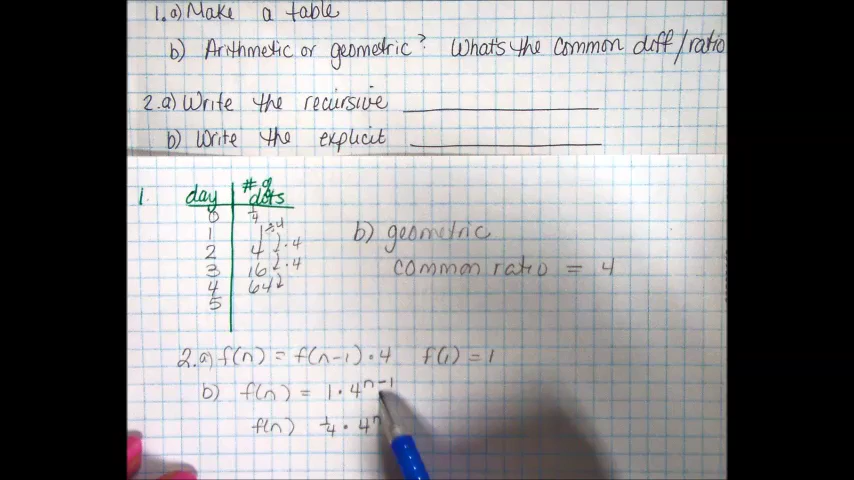 1. a) Make a table
b) Arithmetic or geometric? What's the common diff/ratio
2. a) Write the recursive
b) Write the explicit
1. day # of dots
0 1/4
1 1 ÷4
2 4 ·4
3 16 ·4
4 64
5
b) geometric
common ratio = 4
2. a) f(n) = f(n-1) · 4 f(1) = 1
b) f(n) = 1 · 4^n-1
f(n) 1/4 · 4^n